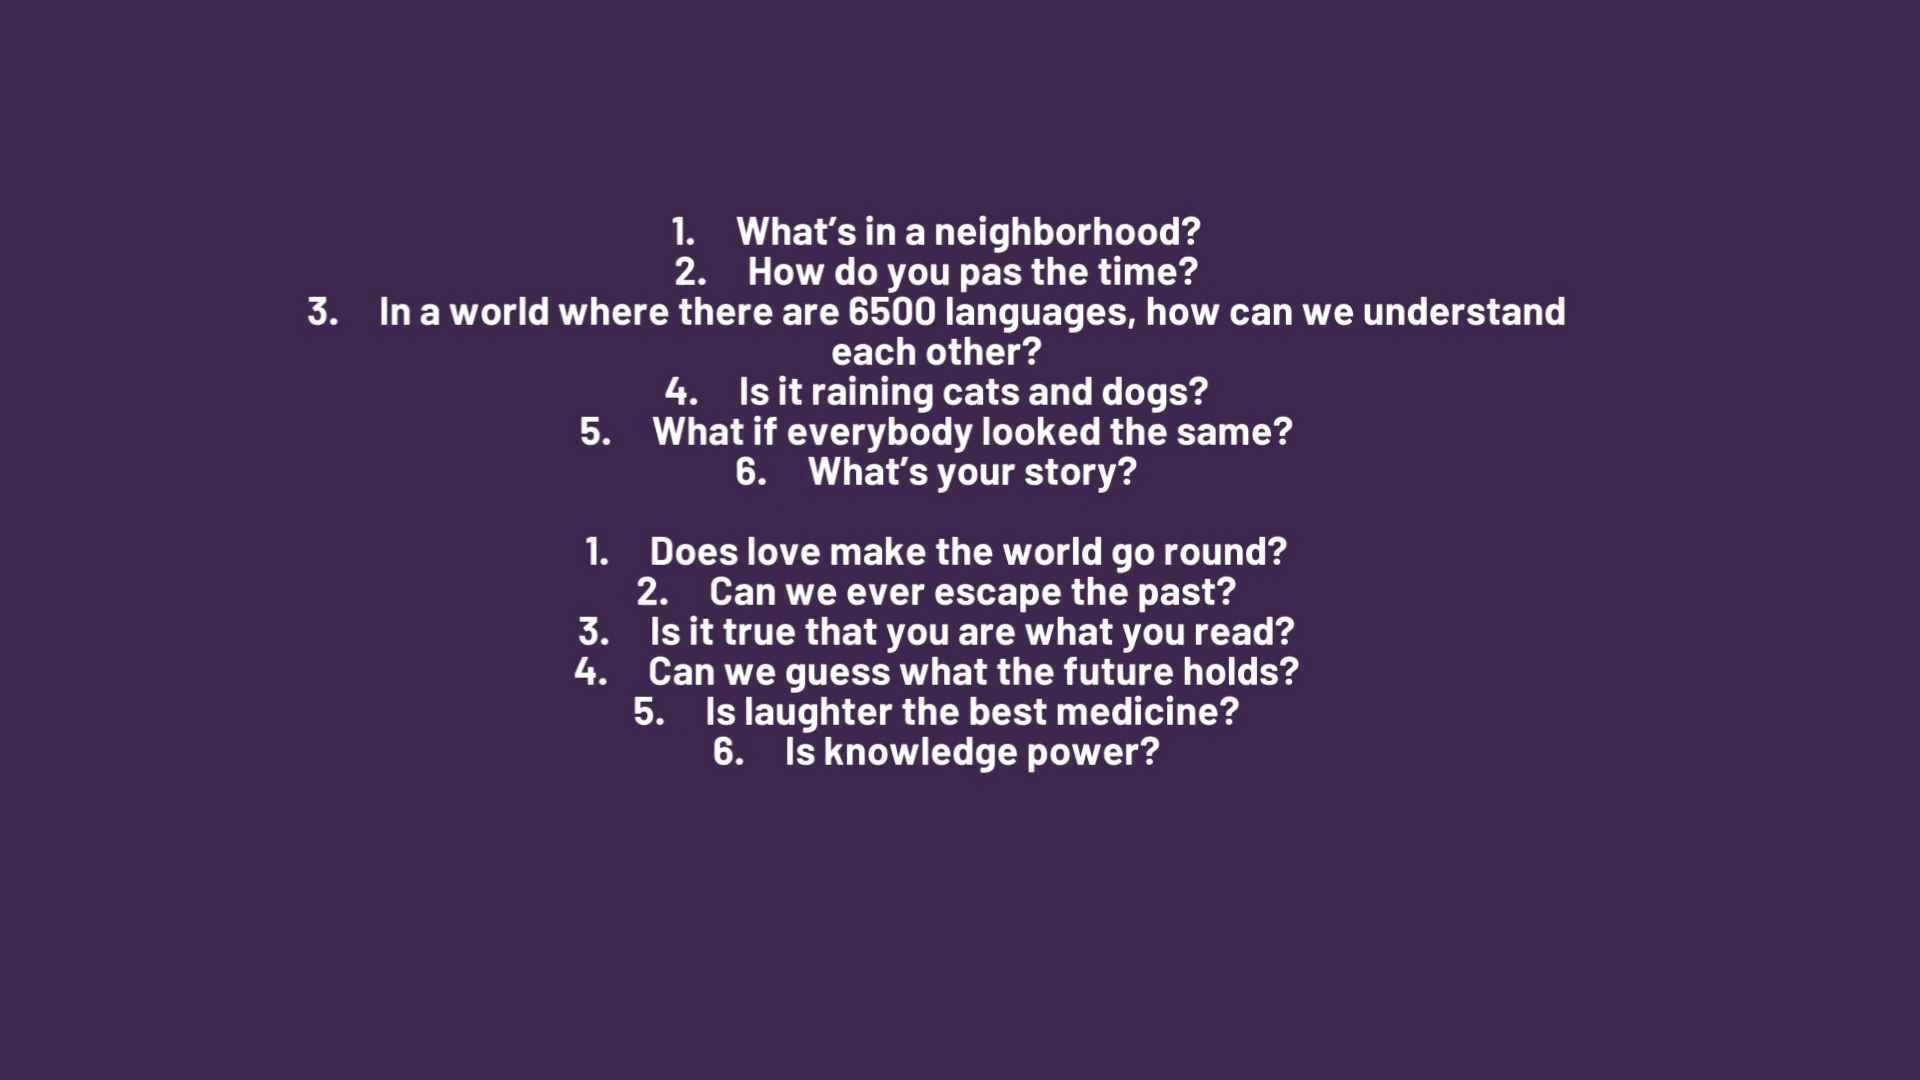 1. What’s in a neighborhood?
2. How do you pas the time?
3. In a world where there are 6500 languages, how can we understand
each other?
4. Is it raining cats and dogs?
5. What if everybody looked the same?
6. What’s your story?
1. Does love make the world go round?
2. Can we ever escape the past?
3. Is it true that you are what you read?
4. Can we guess what the future holds?
5. Is laughter the best medicine?
6. Is knowledge power?